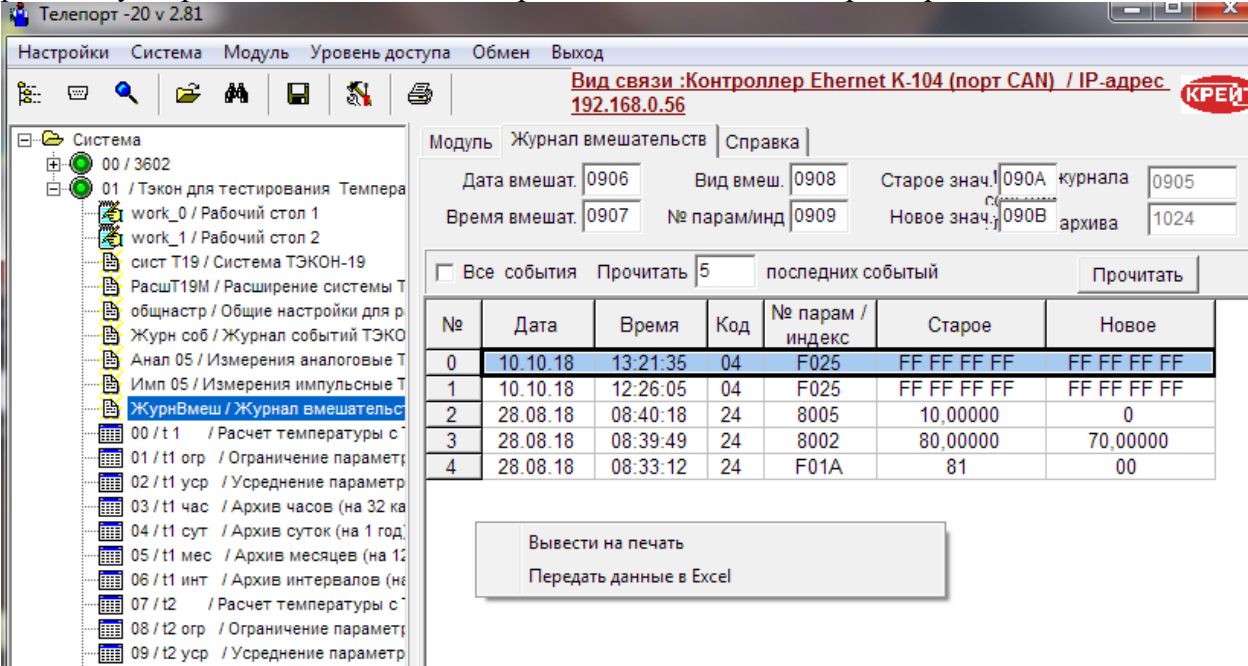 Телепорт -20 v 2.81
Настройки Система Модуль Уровень доступа Обмен Выход
Вид связи :Контроллер Ehernet К-104 (порт CAN) / IP-адрес
192.168.0.56
КРЕЙТ
Система
00 / 3602
01 / Тэкон для тестирования Темпера
work_0 / Рабочий стол 1
work_1 / Рабочий стол 2
сист Т19 / Система ТЭКОН-19
РасшТ19М / Расширение системы Т
общнастр / Общие настройки для р
Журн соб / Журнал событий ТЭКО
Анал 05 / Измерения аналоговые Т
Имп 05 / Измерения импульсные Т
ЖурнВмеш / Журнал вмешательс
00 / t 1 / Расчет температуры с
01 / t1 огр / Ограничение параметр
02 / t1 уср / Усреднение параметр
03 / t1 час / Архив часов (на 32 ка
04 / t1 сут / Архив суток (на 1 год)
05 / t1 мес / Архив месяцев (на 12
06 / t1 инт / Архив интервалов (на
07 / t2 / Расчет температуры с
08 / t2 огр / Ограничение параметр
09 / t2 уср / Усреднение параметр
Модуль Журнал вмешательств Справка
Дата вмешат. 0906 Вид вмеш. 0908 Старое знач. 090A журнала 0905
Время вмешат. 0907 № парам/инд 0909 Новое знач. 090B архива 1024
Все события Прочитать 5 последних событый Прочитать
№ Дата Время Код № парам / индекс Старое Новое
0 10.10.18 13:21:35 04 F025 FF FF FF FF FF FF FF FF
1 10.10.18 12:26:05 04 F025 FF FF FF FF FF FF FF FF
2 28.08.18 08:40:18 24 8005 10,00000 0
3 28.08.18 08:39:49 24 8002 80,00000 70,00000
4 28.08.18 08:33:12 24 F01A 81 00
Вывести на печать
Передать данные в Excel